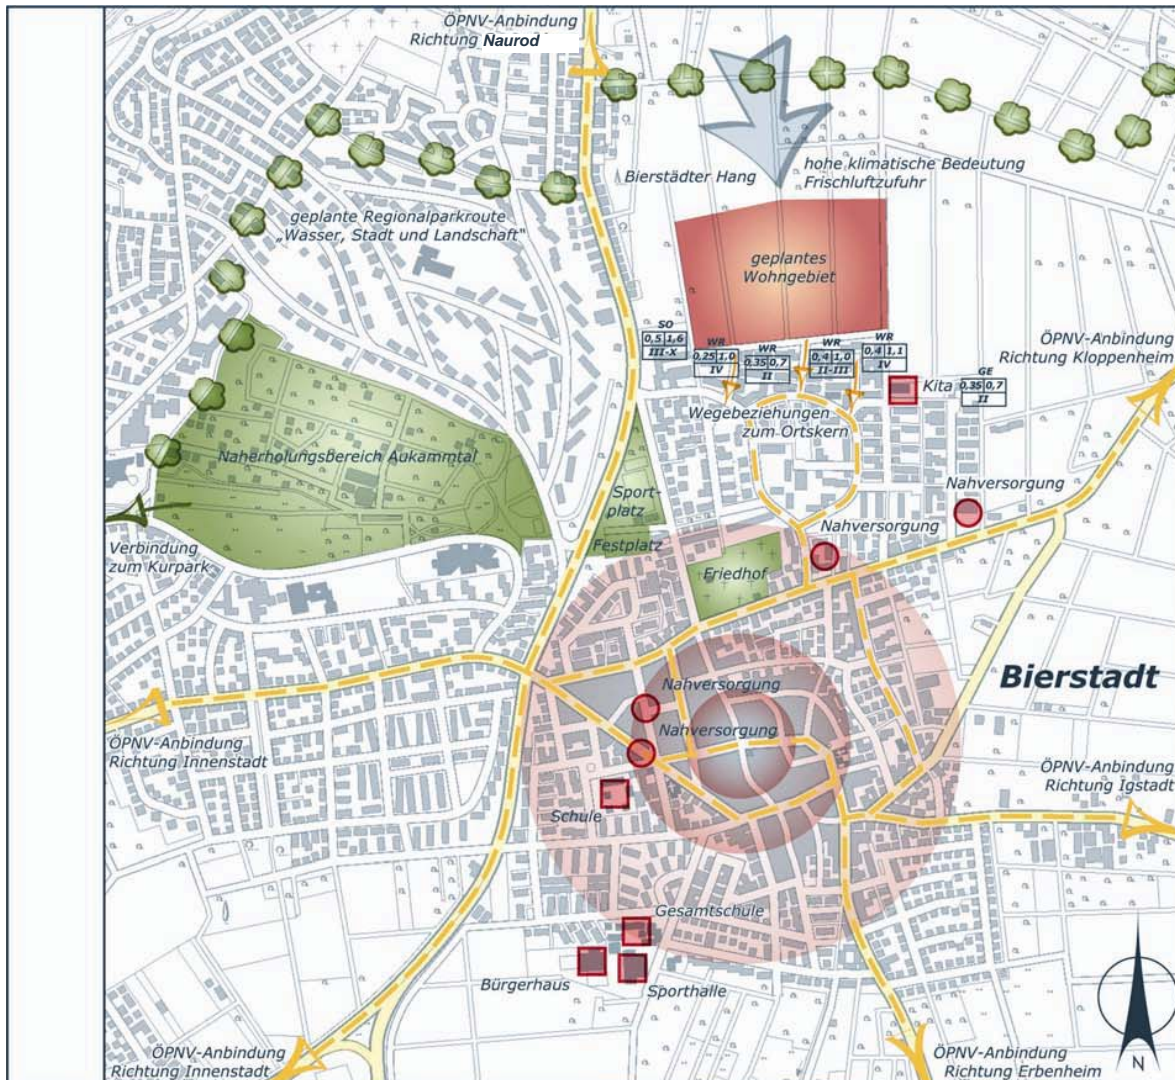 ÖPNV-Anbindung
Richtung Naurod
Bierstädter Hang
hohe klimatische Bedeutung
Frischluftzufuhr
geplante Regionalparkroute
„Wasser, Stadt und Landschaft"
geplantes
Wohngebiet
SO
0,5 1,6
III-X
WR
0,25 1,0
IV
WR
0,35 0,7
II
WR
0,4 1,0
II-III
WR
0,4 1,1
IV
ÖPNV-Anbindung
Richtung Kloppenheim
Kita
GE
0,35 0,7
II
Wegebeziehungen
zum Ortskern
Naherholungsbereich Aukammtal
Sport-
platz
Nahversorgung
Nahversorgung
Festplatz
Verbindung
zum Kurpark
Friedhof
Bierstadt
Nahversorgung
Nahversorgung
ÖPNV-Anbindung
Richtung Innenstadt
ÖPNV-Anbindung
Richtung Igstadt
Schule
Gesamtschule
Bürgerhaus
Sporthalle
ÖPNV-Anbindung
Richtung Innenstadt
ÖPNV-Anbindung
Richtung Erbenheim
N